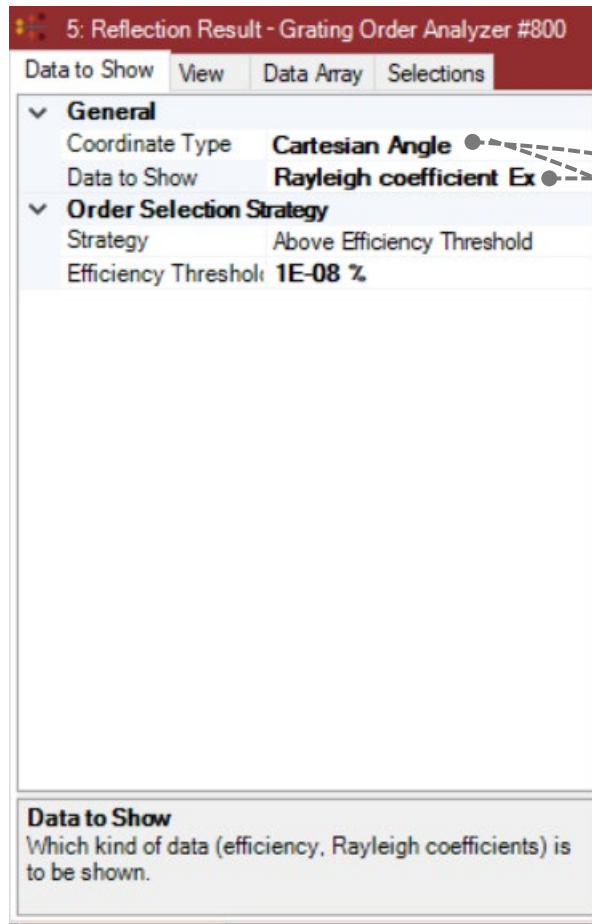 5: Reflection Result - Grating Order Analyzer #800
Data to Show View Data Array Selections
General
Coordinate Type Cartesian Angle
Data to Show Rayleigh coefficient Ex
Order Selection Strategy
Strategy Above Efficiency Threshold
Efficiency Threshol 1E-08 %
Data to Show
Which kind of data (efficiency, Rayleigh coefficients) is
to be shown.